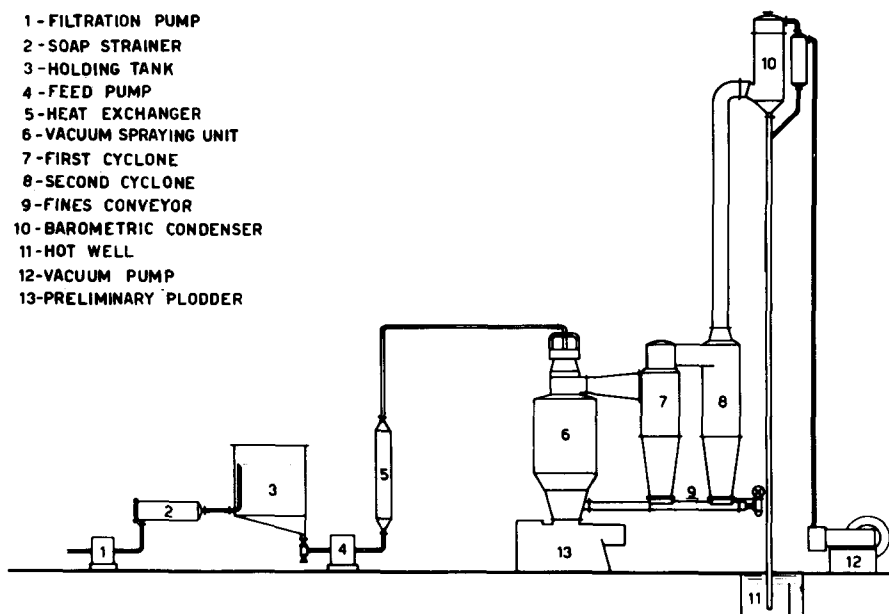 1-FILTRATION PUMP
2-SOAP STRAINER
3-HOLDING TANK
4-FEED PUMP
5-HEAT EXCHANGER
6-VACUUM SPRAYING UNIT
7-FIRST CYCLONE
8-SECOND CYCLONE
9-FINES CONVEYOR
10-BAROMETRIC CONDENSER
11-HOT WELL
12-VACUUM PUMP
13-PRELIMINARY PLODDER
10
7
8
6
5
3
9
2
1
4
13
12
11